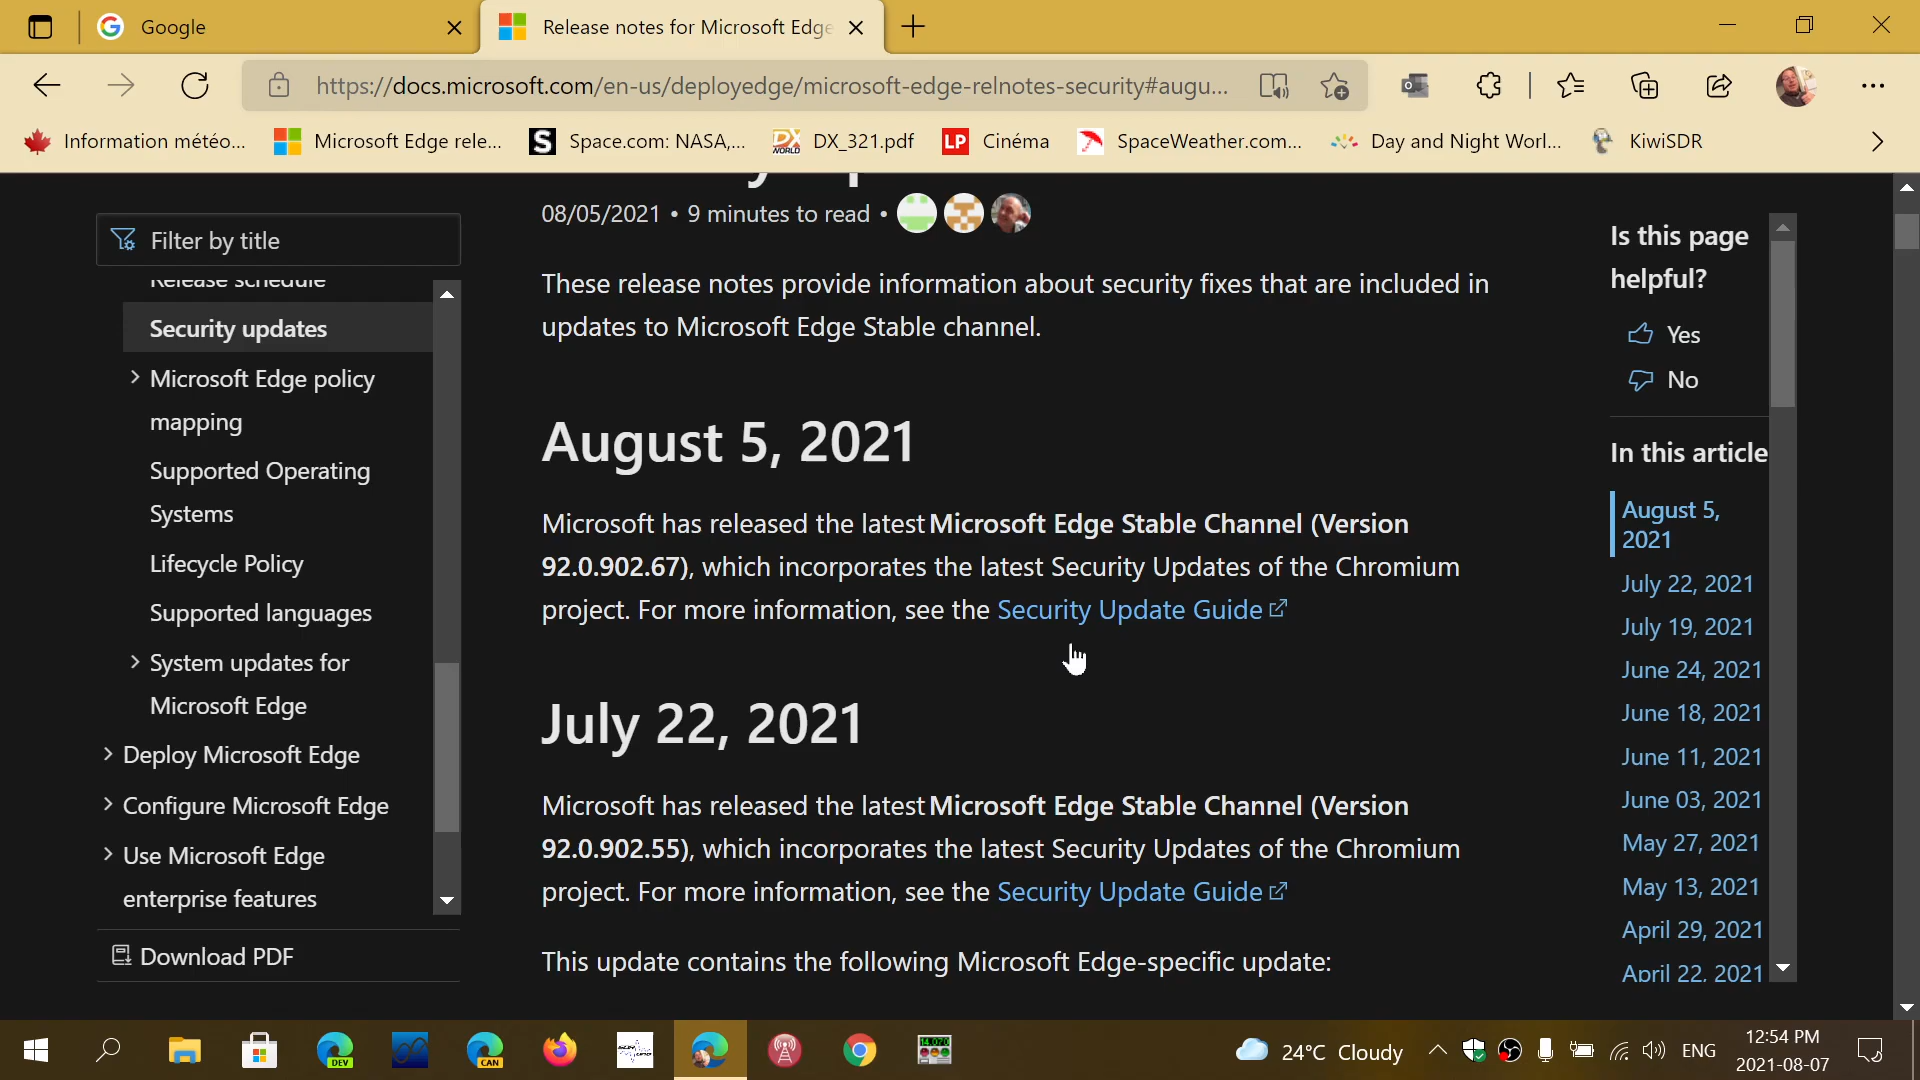 Google
Release notes for Microsoft Edge
https://docs.microsoft.com/en-us/deployedge/microsoft-edge-relnotes-security#augu...
Information météo...
Microsoft Edge rele...
S
Space.com: NASA,...
DX
WORLD
DX_321.pdf
LP
Cinéma
SpaceWeather.com...
Day and Night Worl...
KiwiSDR
Filter by title
Release schedule
Security updates
Microsoft Edge policy
mapping
Supported Operating
Systems
Lifecycle Policy
Supported languages
System updates for
Microsoft Edge
Deploy Microsoft Edge
Configure Microsoft Edge
Use Microsoft Edge
enterprise features
Download PDF
08/05/2021 • 9 minutes to read •
These release notes provide information about security fixes that are included in
updates to Microsoft Edge Stable channel.
August 5, 2021
Microsoft has released the latest Microsoft Edge Stable Channel (Version
92.0.902.67), which incorporates the latest Security Updates of the Chromium
project. For more information, see the Security Update Guide
July 22, 2021
Microsoft has released the latest Microsoft Edge Stable Channel (Version
92.0.902.55), which incorporates the latest Security Updates of the Chromium
project. For more information, see the Security Update Guide
This update contains the following Microsoft Edge-specific update:
Is this page
helpful?
Yes
No
In this article
August 5,
2021
July 22, 2021
July 19, 2021
June 24, 2021
June 18, 2021
June 11, 2021
June 03, 2021
May 27, 2021
May 13, 2021
April 29, 2021
April 22, 2021
DEV
CAN
14.070
24°C Cloudy
ENG
12:54 PM
2021-08-07